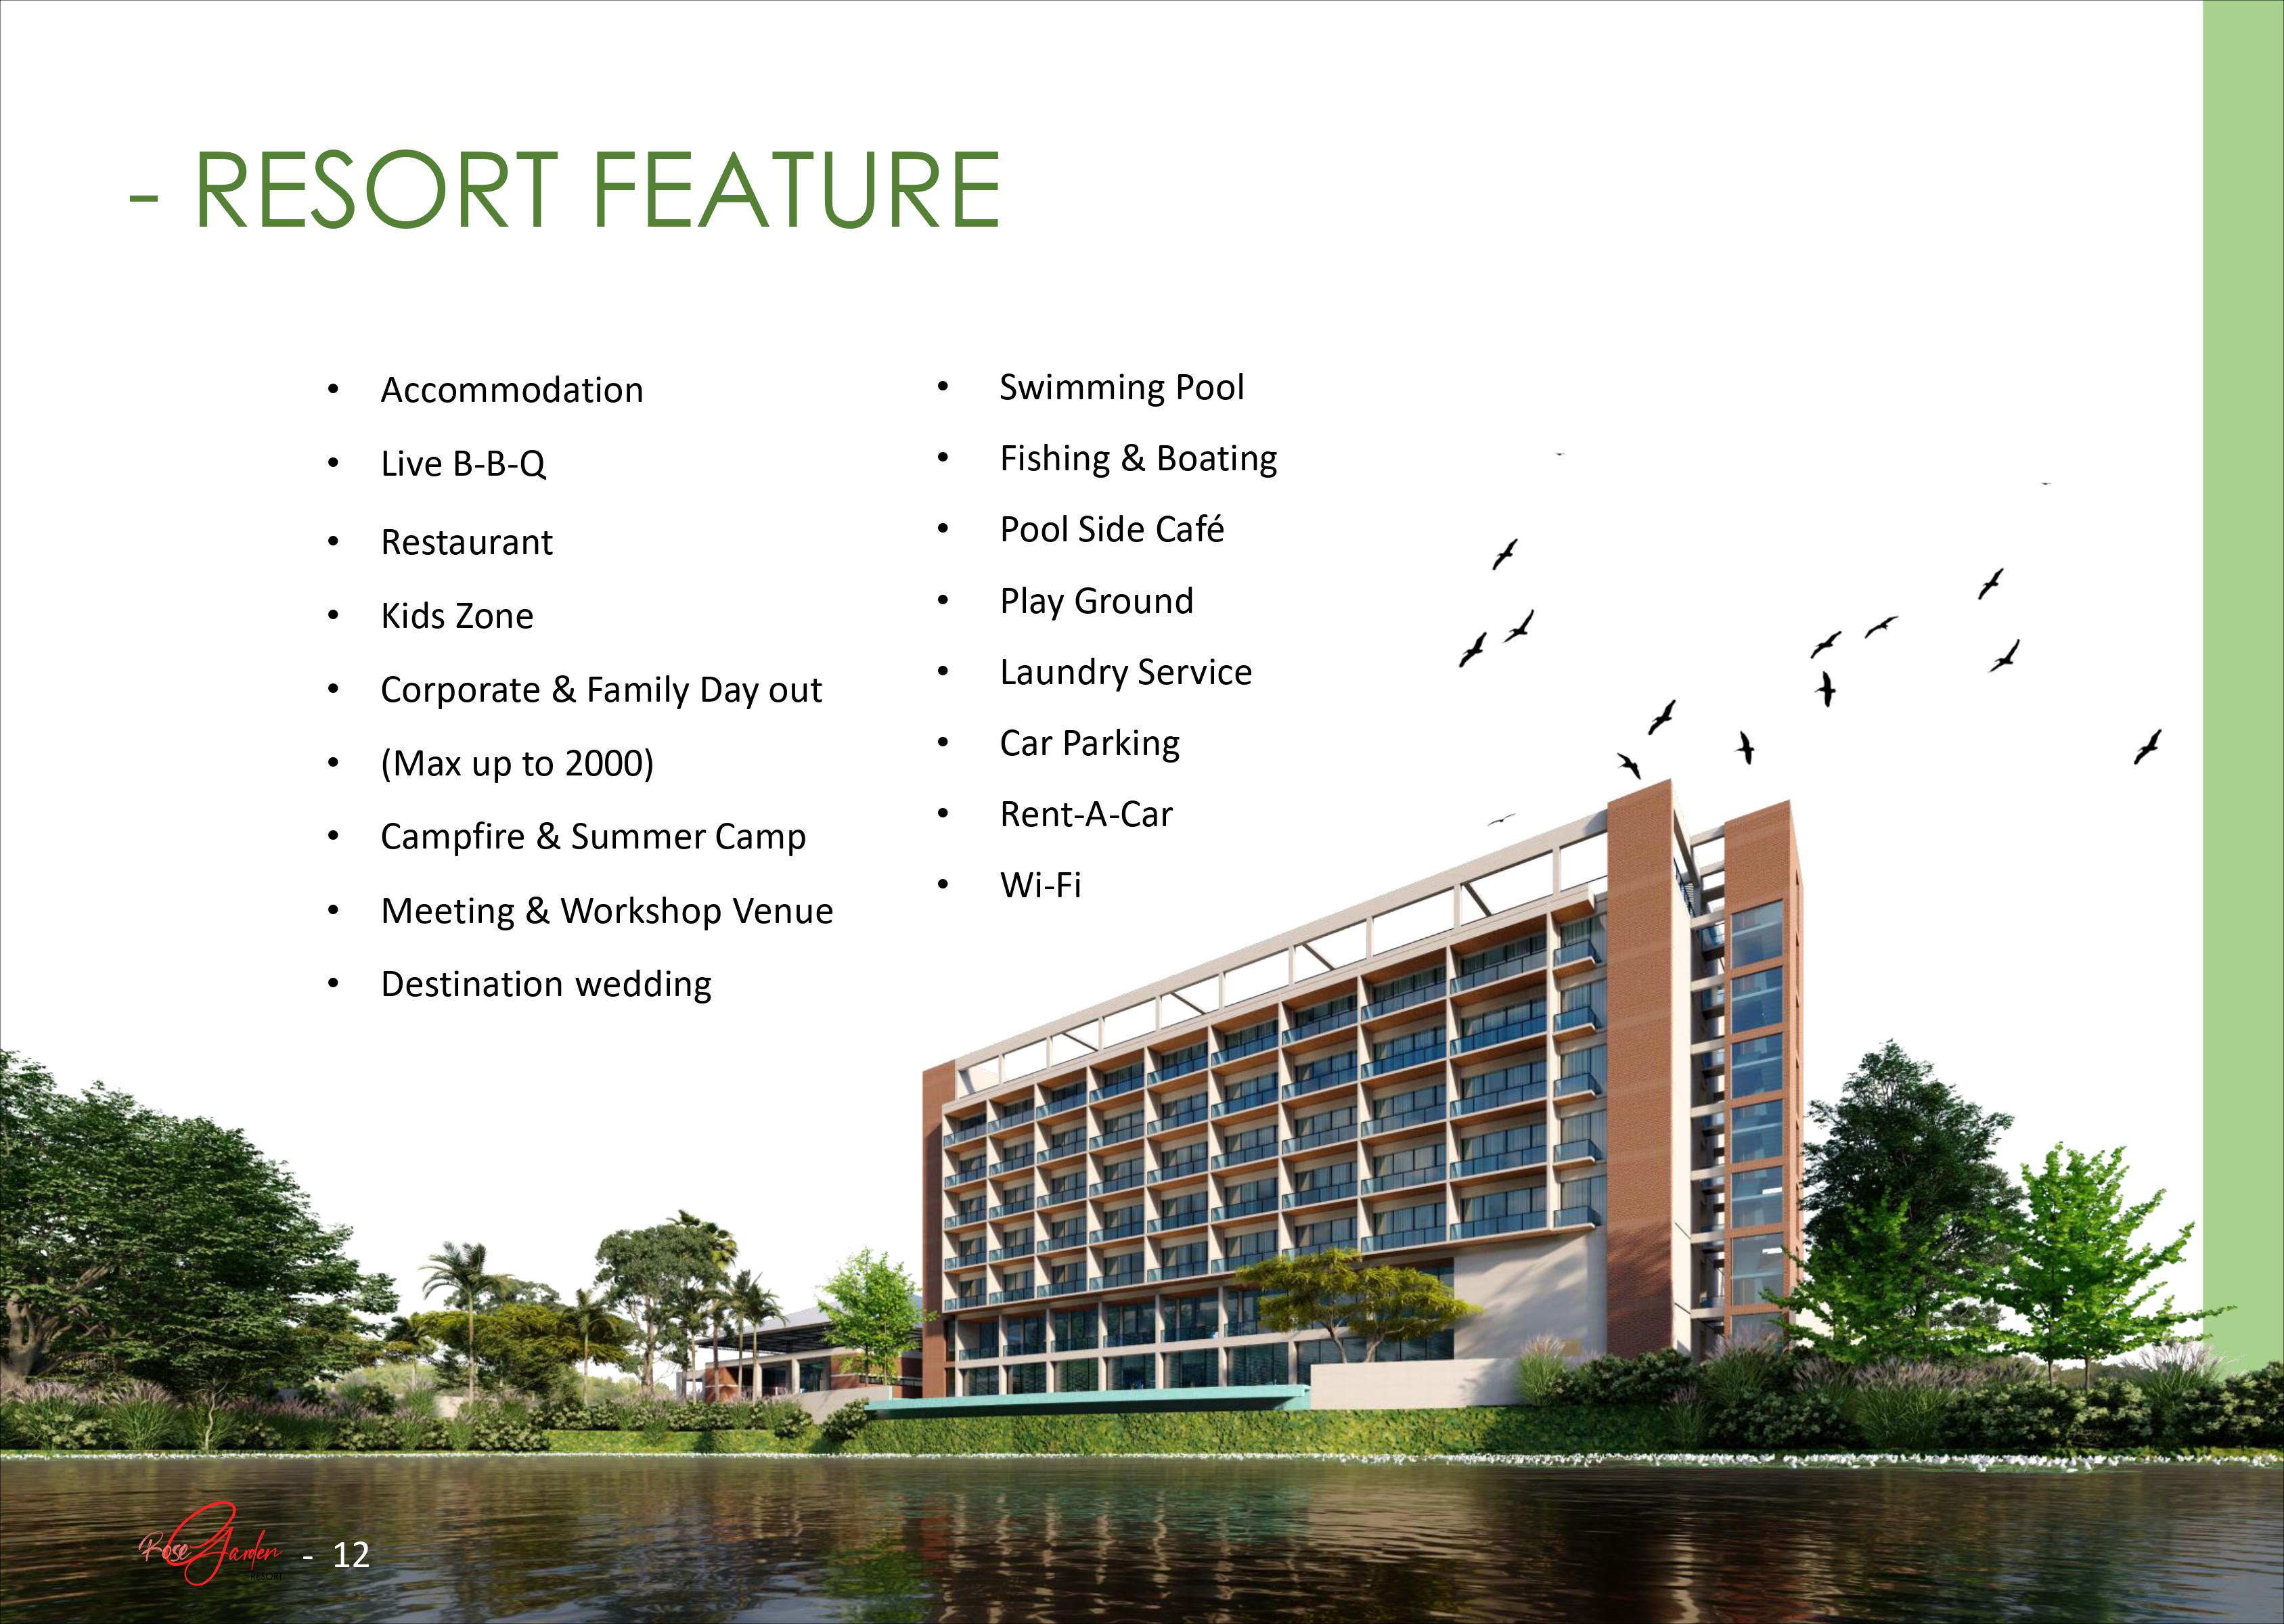 - RESORT FEATURE
• Accommodation
• Live B-B-Q
• Restaurant
• Kids Zone
• Corporate & Family Day out
• (Max up to 2000)
• Campfire & Summer Camp
• Meeting & Workshop Venue
• Destination wedding
• Swimming Pool
• Fishing & Boating
• Pool Side Café
• Play Ground
• Laundry Service
• Car Parking
• Rent-A-Car
• Wi-Fi
Rose Garden
RESORT
- 12